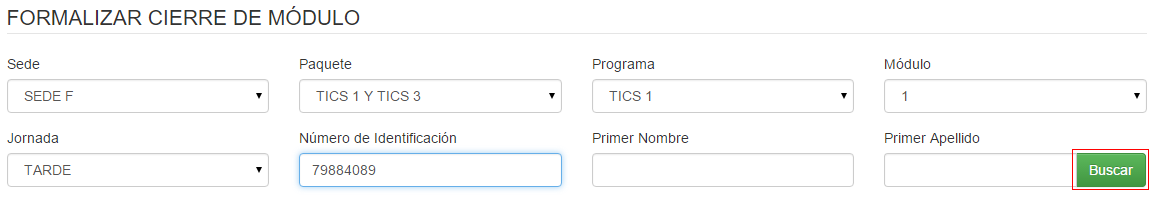 FORMALIZAR CIERRE DE MÓDULO
Sede Paquete Programa Módulo
SEDE F TICS 1 Y TICS 3 TICS 1 1
Jornada Número de Identificación Primer Nombre Primer Apellido
TARDE 79884089 Buscar